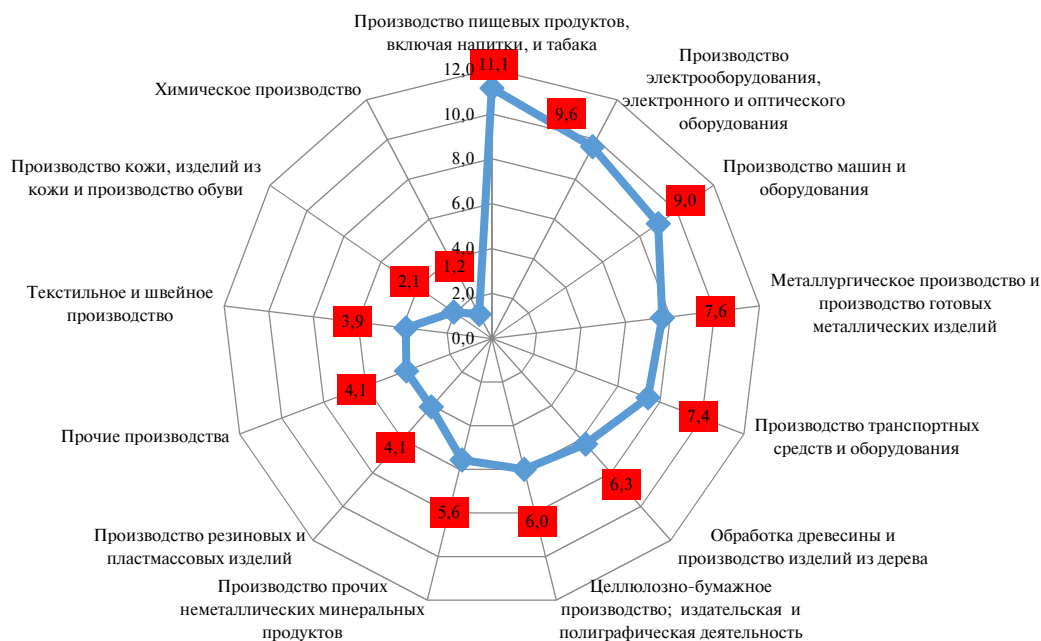 Производство пищевых продуктов,
включая напитки, и табака
11,1
Производство
электрооборудования,
электронного и оптического
оборудования
9,6
Производство машин и
оборудования
9,0
Металлургическое производство и
производство готовых
металлических изделий
7,6
Производство транспортных
средств и оборудования
7,4
Обработка древесины и
производство изделий из дерева
6,3
Целлюлозно-бумажное
производство; издательская и
полиграфическая деятельность
6,0
Производство прочих
неметаллических минеральных
продуктов
5,6
Производство резиновых и
пластмассовых изделий
4,1
Прочие производства
4,1
Текстильное и швейное
производство
3,9
Производство кожи, изделий из
кожи и производство обуви
2,1
Химическое производство
1,2
12,0
10,0
8,0
6,0
4,0
2,0
0,0